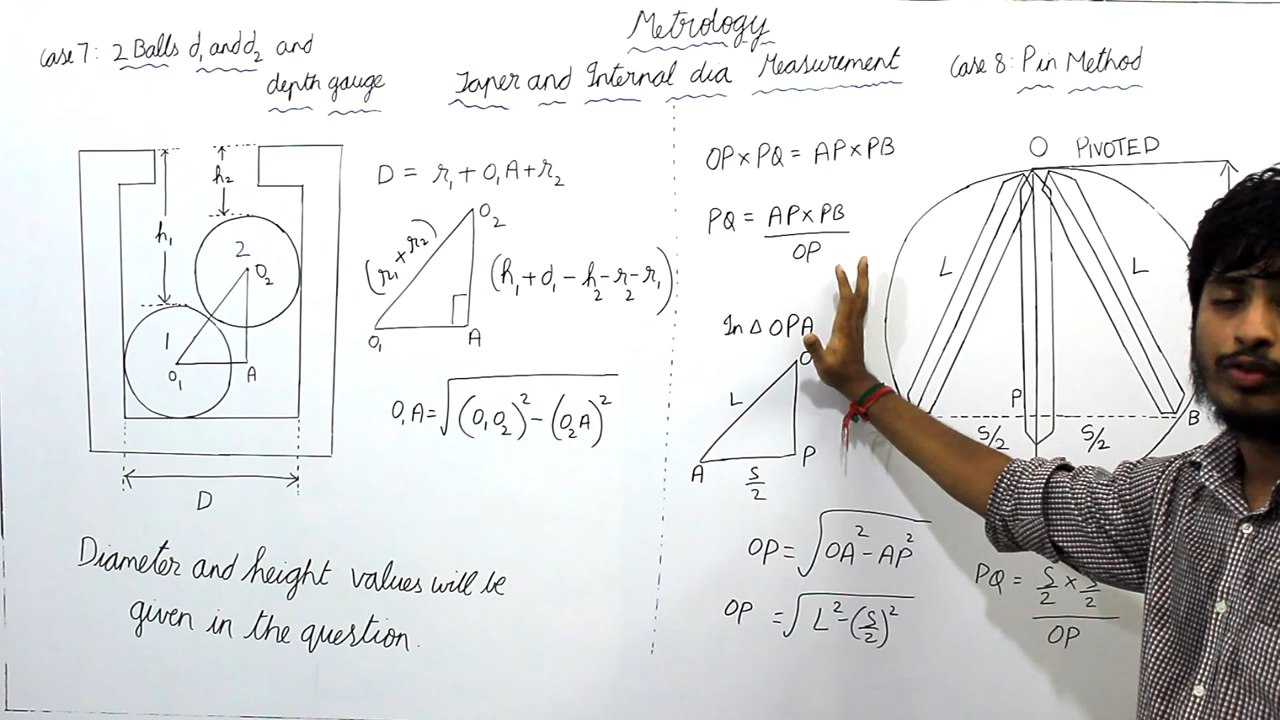 Metrology
Taper and Internal dia Measurement
Case 7: 2 Balls d₁ and d₂ and
depth gauge
h₁
h₂
2
O₂
1
O₁
A
D
D = r₁ + O₁A + r₂
(r₁ + r₂)
O₂
(h₁ + d₁ - h₂ - r₂ - r₁)
O₁
A
O₁A = √(O₁O₂)² - (O₂A)²
Diameter and height values will be
given in the question.
Case 8: Pin Method
OP × PQ = AP × PB
PQ = AP × PB / OP
In △ OPA
O
L
A
S/2
P
OP = √OA² - AP²
OP = √L² - (S/2)²
O PIVOTED
L
L
P
B
S/2
S/2
PQ = S/2 × S/2 / OP